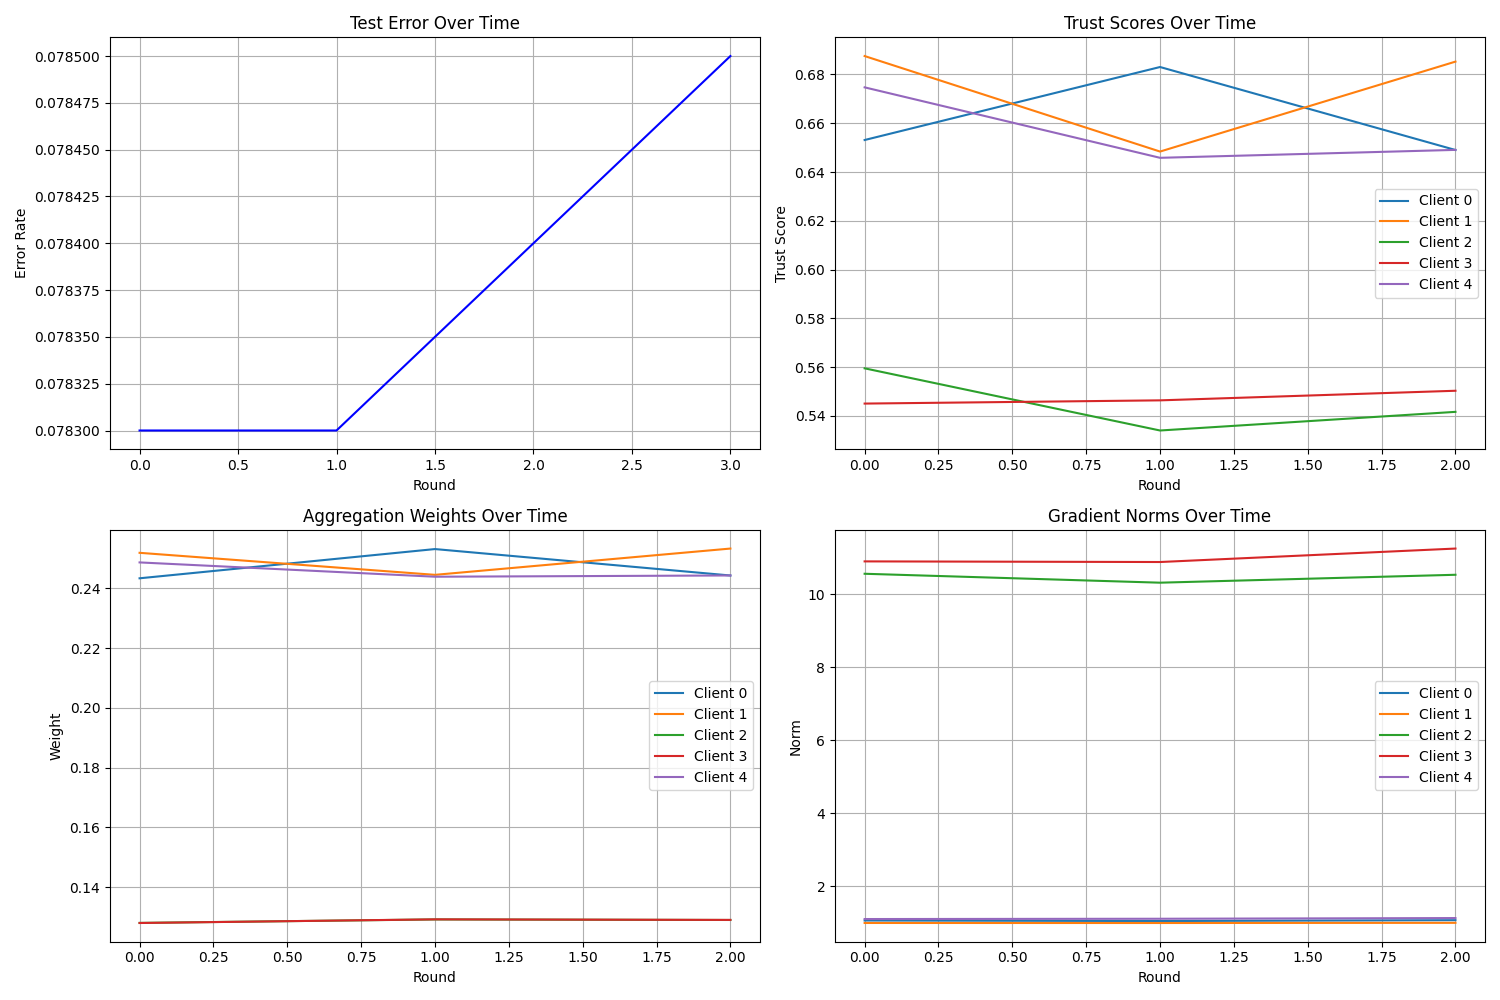 Test Error Over Time
Error Rate
0.078500
0.078475
0.078450
0.078425
0.078400
0.078375
0.078350
0.078325
0.078300
0.0 0.5 1.0 1.5 2.0 2.5 3.0
Round
Trust Scores Over Time
Trust Score
0.68
0.66
0.64
0.62
0.60
0.58
0.56
0.54
Client 0
Client 1
Client 2
Client 3
Client 4
0.00 0.25 0.50 0.75 1.00 1.25 1.50 1.75 2.00
Round
Aggregation Weights Over Time
Weight
0.24
0.22
0.20
0.18
0.16
0.14
Client 0
Client 1
Client 2
Client 3
Client 4
0.00 0.25 0.50 0.75 1.00 1.25 1.50 1.75 2.00
Round
Gradient Norms Over Time
Norm
10
8
6
4
2
Client 0
Client 1
Client 2
Client 3
Client 4
0.00 0.25 0.50 0.75 1.00 1.25 1.50 1.75 2.00
Round